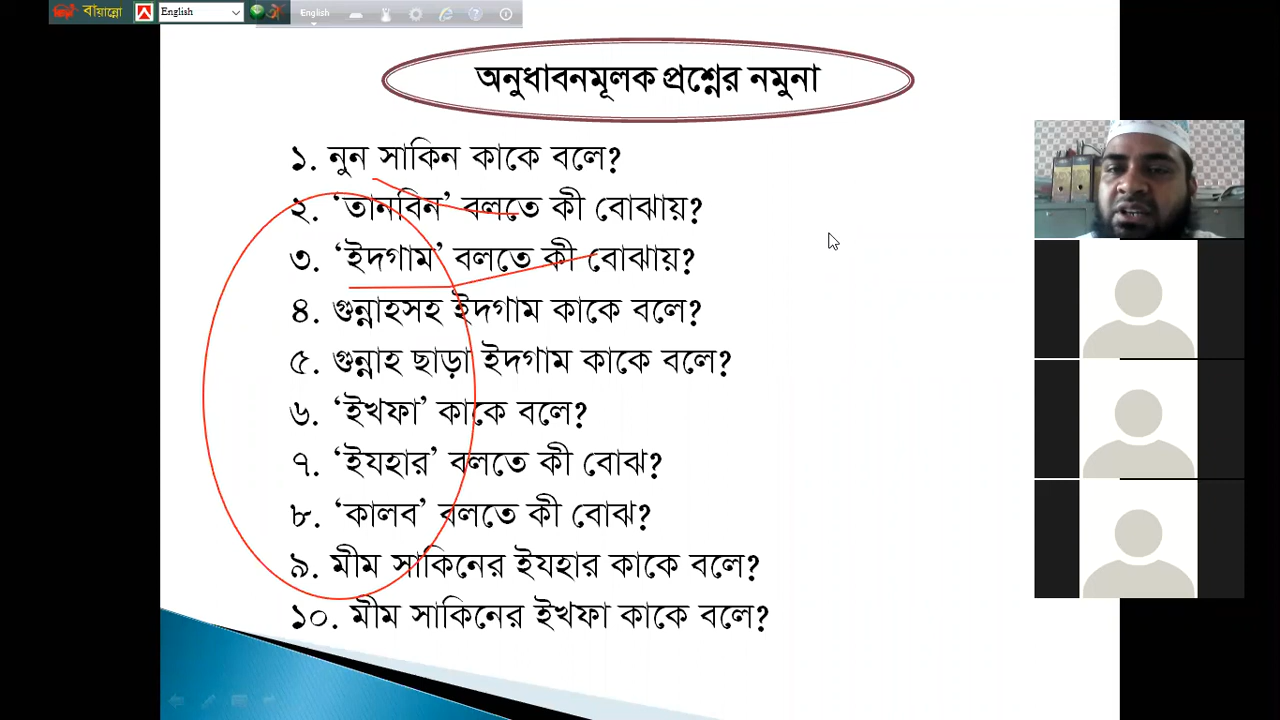 বায়ান্নো English English
অনুধাবনমূলক প্রশ্নের নমুনা
১. নুন সাকিন কাকে বলে?
২. ‘তানবিন’ বলতে কী বোঝায়?
৩. ‘ইদগাম’ বলতে কী বোঝায়?
৪. গুন্নাহসহ ইদগাম কাকে বলে?
৫. গুন্নাহ ছাড়া ইদগাম কাকে বলে?
৬. ‘ইখফা’ কাকে বলে?
৭. ‘ইযহার’ বলতে কী বোঝ?
৮. ‘কালব’ বলতে কী বোঝ?
৯. মীম সাকিনের ইযহার কাকে বলে?
১০. মীম সাকিনের ইখফা কাকে বলে?